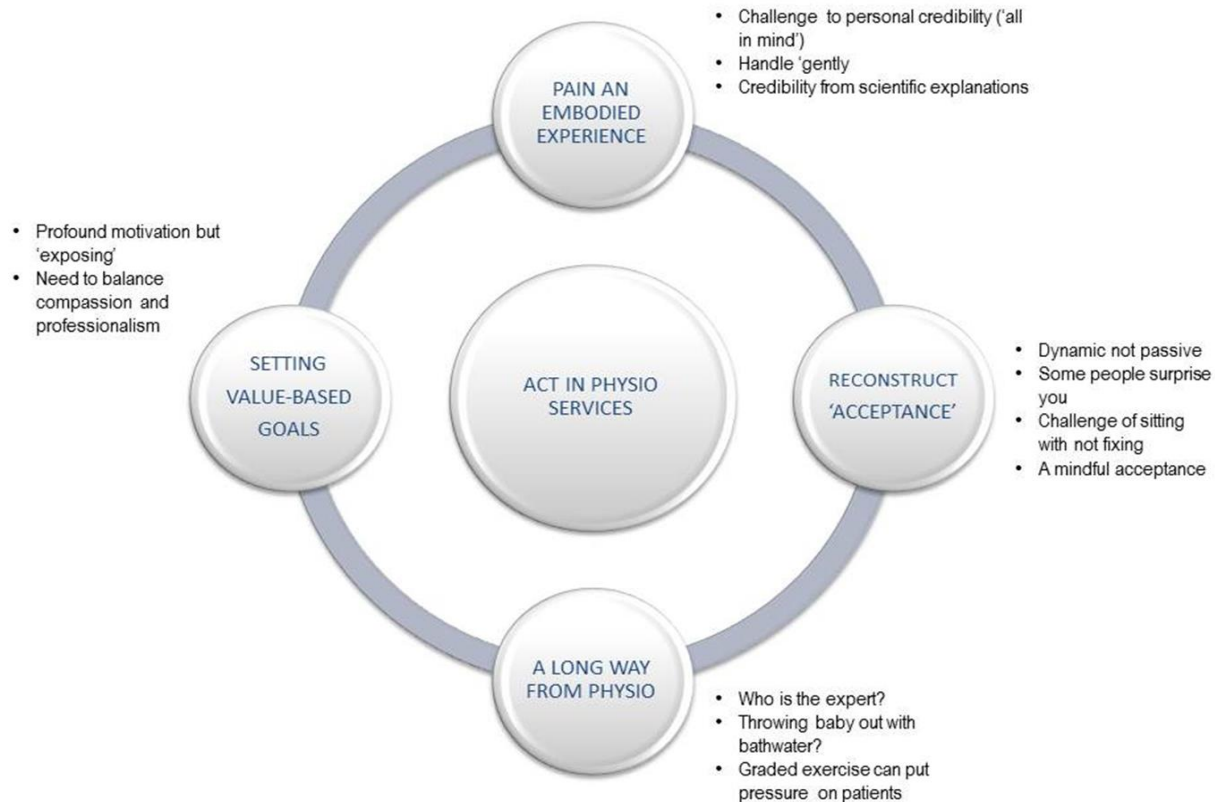 • Challenge to personal credibility ('all
in mind')
• Handle 'gently
• Credibility from scientific explanations
PAIN AN
EMBODIED
EXPERIENCE
• Profound motivation but
'exposing'
• Need to balance
compassion and
professionalism
SETTING
VALUE-BASED
GOALS
ACT IN PHYSIO
SERVICES
RECONSTRUCT
'ACCEPTANCE'
• Dynamic not passive
• Some people surprise
you
• Challenge of sitting
with not fixing
• A mindful acceptance
A LONG WAY
FROM PHYSIO
• Who is the expert?
• Throwing baby out with
bathwater?
• Graded exercise can put
pressure on patients